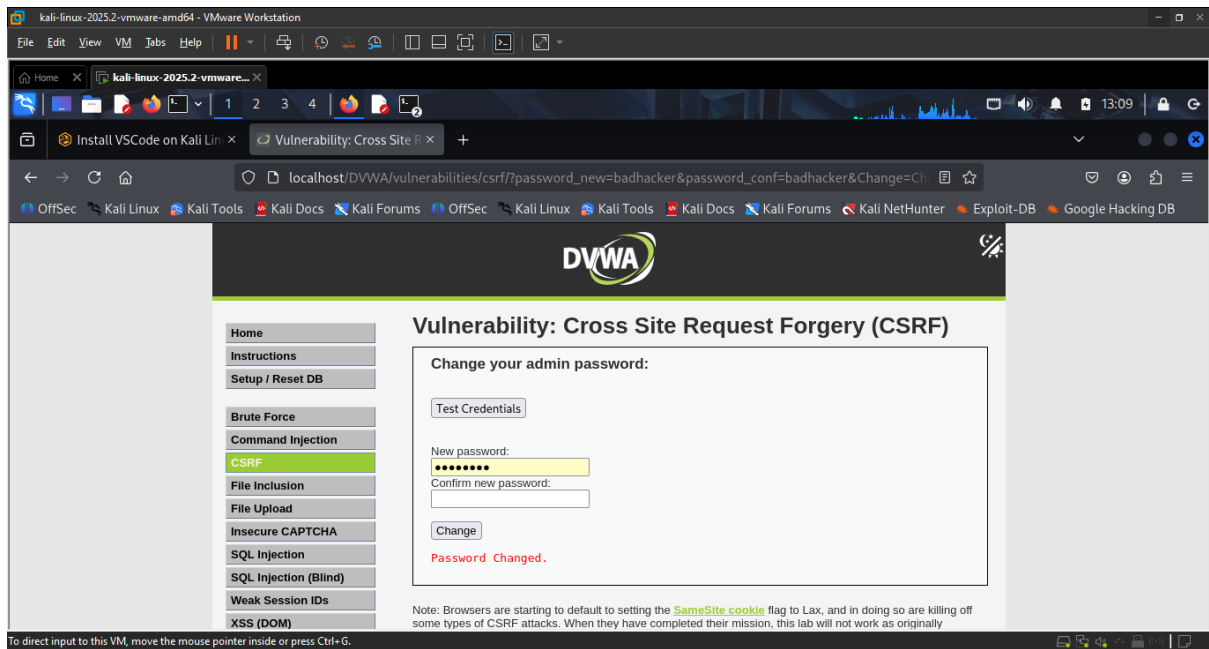 kali-linux-2025.2-vmware-amd64 - VMware Workstation
File Edit View VM Tabs Help
Home kali-linux-2025.2-vmware...
1 2 3 4 13:09
Install VSCode on Kali Lin Vulnerability: Cross Site R
localhost/DVWA/vulnerabilities/csrf/?password_new=badhacker&password_conf=badhacker&Change=Ch
OffSec Kali Linux Kali Tools Kali Docs Kali Forums OffSec Kali Linux Kali Tools Kali Docs Kali Forums Kali NetHunter Exploit-DB Google Hacking DB
DVWA
Vulnerability: Cross Site Request Forgery (CSRF)
Home
Instructions
Setup / Reset DB
Brute Force
Command Injection
CSRF
File Inclusion
File Upload
Insecure CAPTCHA
SQL Injection
SQL Injection (Blind)
Weak Session IDs
XSS (DOM)
Change your admin password:
Test Credentials
New password:
••••••••
Confirm new password:
Change
Password Changed.
Note: Browsers are starting to default to setting the SameSite cookie flag to Lax, and in doing so are killing off
some types of CSRF attacks. When they have completed their mission, this lab will not work as originally
To direct input to this VM, move the mouse pointer inside or press Ctrl+G.